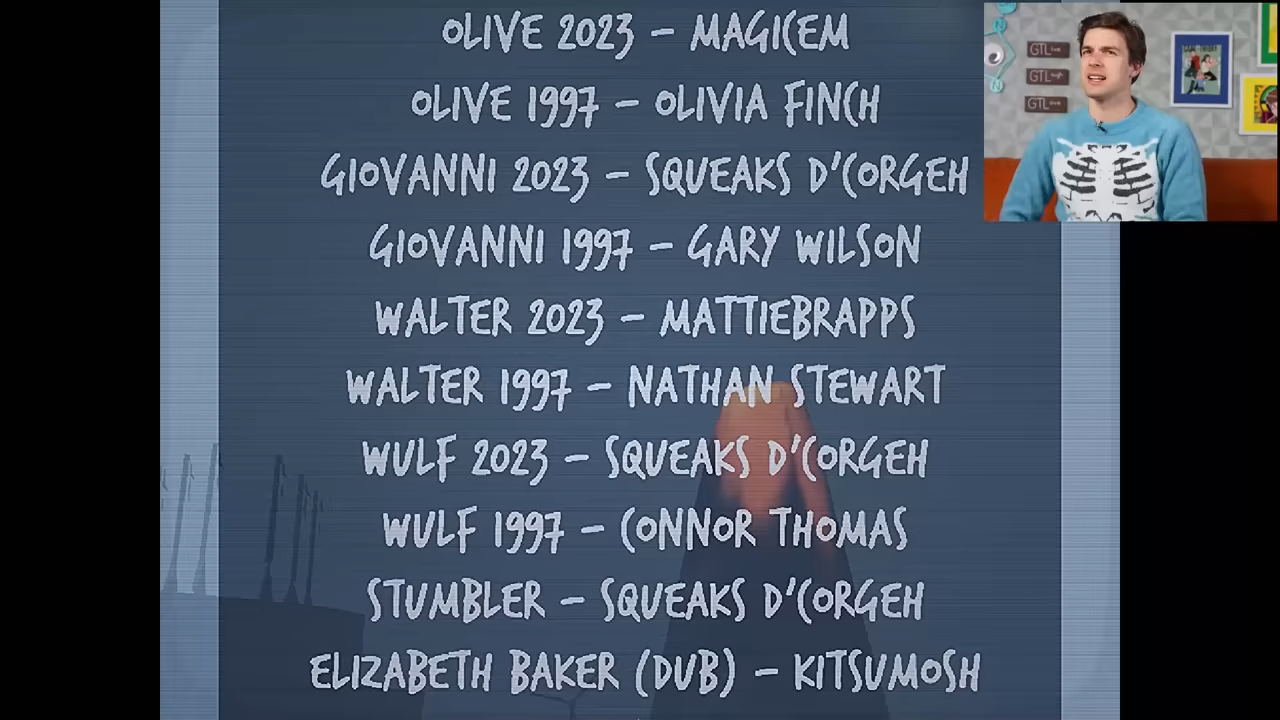 OLIVE 2023 – MAGICEM
OLIVE 1997 – OLIVIA FINCH
GIOVANNI 2023 – SQUEAKS D'CORGEH
GIOVANNI 1997 – GARY WILSON
WALTER 2023 – MATTIEBRAPPS
WALTER 1997 – NATHAN STEWART
WULF 2023 – SQUEAKS D'CORGEH
WULF 1997 – CONNOR THOMAS
STUMBLER – SQUEAKS D'CORGEH
ELIZABETH BAKER (DUB) – KITSUMOSH
GTL live
GTL
GTL live